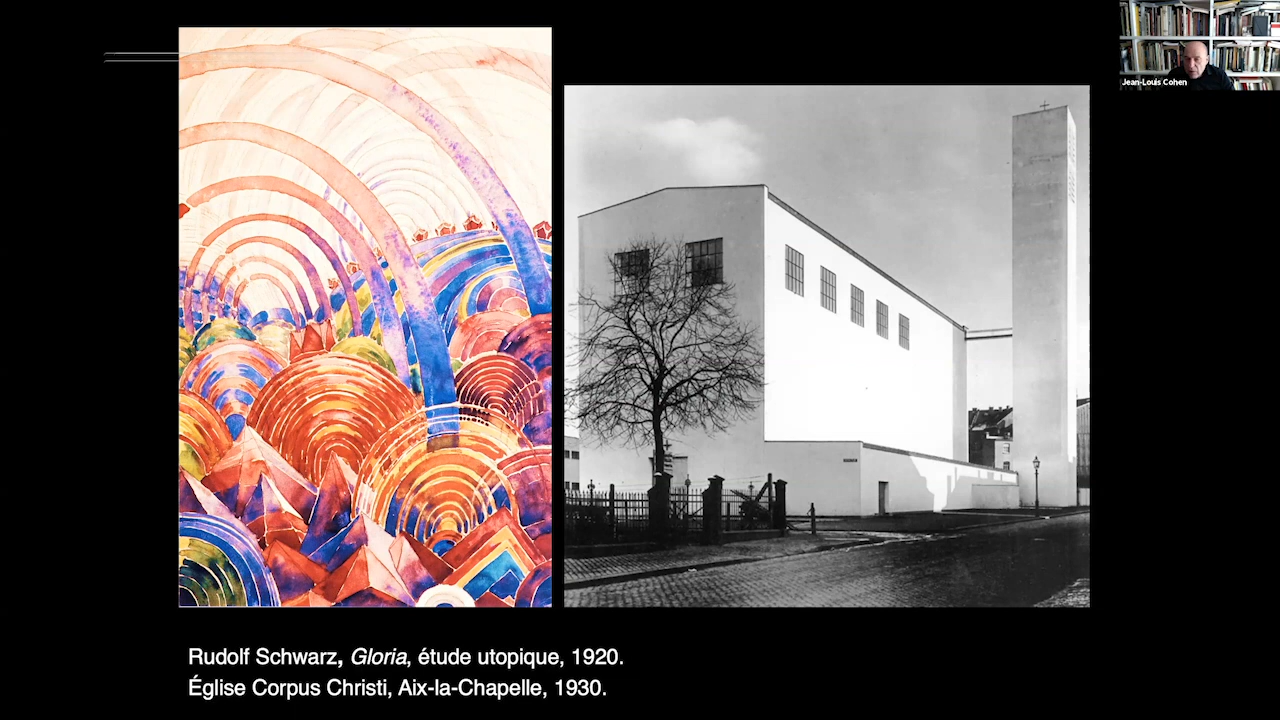 Jean-Louis Cohen
Rudolf Schwarz, Gloria, étude utopique, 1920.
Église Corpus Christi, Aix-la-Chapelle, 1930.